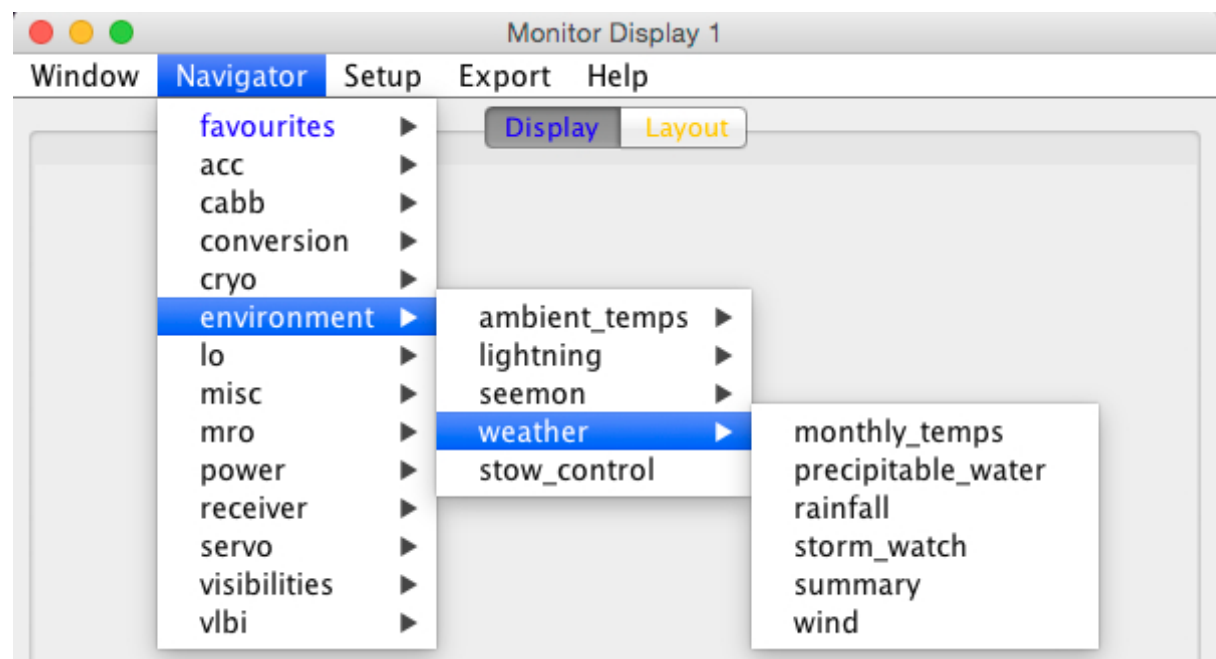 Monitor Display 1
Window Navigator Setup Export Help
Display Layout
favourites
acc
cabb
conversion
cryo
environment
lo
misc
mro
power
receiver
servo
visibilities
vlbi
ambient_temps
lightning
seemon
weather
stow_control
monthly_temps
precipitable_water
rainfall
storm_watch
summary
wind